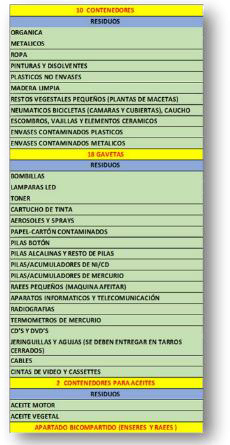 10 CONTENEDORES
RESIDUOS
ORGANICA
METALICOS
ROPA
PINTURAS Y DISOLVENTES
PLASTICOS NO ENVASES
MADERA LIMPIA
RESTOS VEGETALES PEQUEÑOS (PLANTAS DE MACETAS)
NEUMATICOS BICICLETAS (CAMARAS Y CUBIERTAS), CAUCHO
ESCOMBROS, VAJILLAS Y ELEMENTOS CERAMICOS
ENVASES CONTAMINADOS PLASTICOS
ENVASES CONTAMINADOS METALICOS
18 GAVETAS
RESIDUOS
BOMBILLAS
LAMPARAS LED
TONER
CARTUCHO DE TINTA
AEROSOLES Y SPRAYS
PAPEL-CARTÓN CONTAMINADOS
PILAS BOTÓN
PILAS ALCALINAS Y RESTO DE PILAS
PILAS/ACUMULADORES DE NI/CD
PILAS/ACUMULADORES DE MERCURIO
RAEES PEQUEÑOS (MAQUINA AFEITAR)
APARATOS INFORMATICOS Y TELECOMUNICACIÓN
RADIOGRAFIAS
TERMOMETROS DE MERCURIO
CD'S Y DVD'S
JERINGUILLAS Y AGUJAS (SE DEBEN ENTREGAR EN TARROS
CERRADOS)
CABLES
CINTAS DE VIDEO Y CASSETTES
2 CONTENEDORES PARA ACEITES
RESIDUOS
ACEITE MOTOR
ACEITE VEGETAL
APARTADO BICOMPARTIDO (ENSERES Y RAEES )